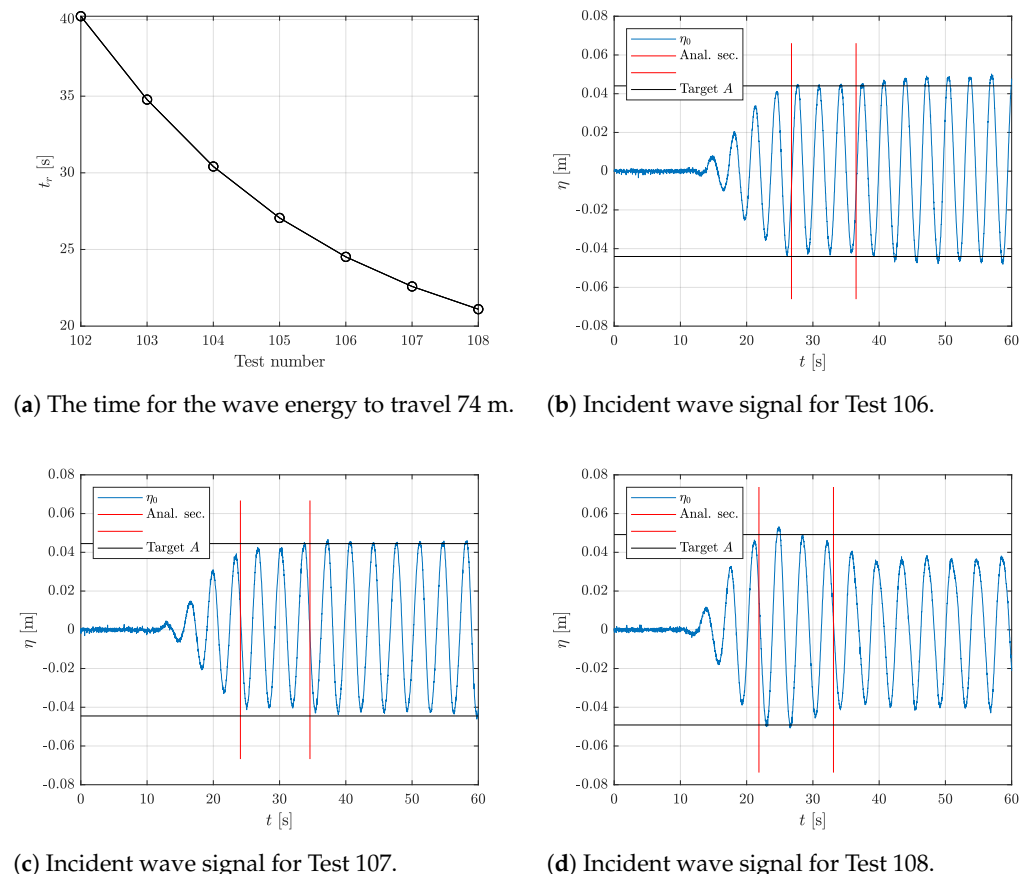 40
35
30
25
20
t_r [s]
102 103 104 105 106 107 108
Test number
(a) The time for the wave energy to travel 74 m.
0.08
0.06
0.04
0.02
0
-0.02
-0.04
-0.06
-0.08
η [m]
η₀
Anal. sec.
Target A
0 10 20 30 40 50 60
t [s]
(b) Incident wave signal for Test 106.
0.08
0.06
0.04
0.02
0
-0.02
-0.04
-0.06
-0.08
η [m]
η₀
Anal. sec.
Target A
0 10 20 30 40 50 60
t [s]
(c) Incident wave signal for Test 107.
0.08
0.06
0.04
0.02
0
-0.02
-0.04
-0.06
-0.08
η [m]
η₀
Anal. sec.
Target A
0 10 20 30 40 50 60
t [s]
(d) Incident wave signal for Test 108.